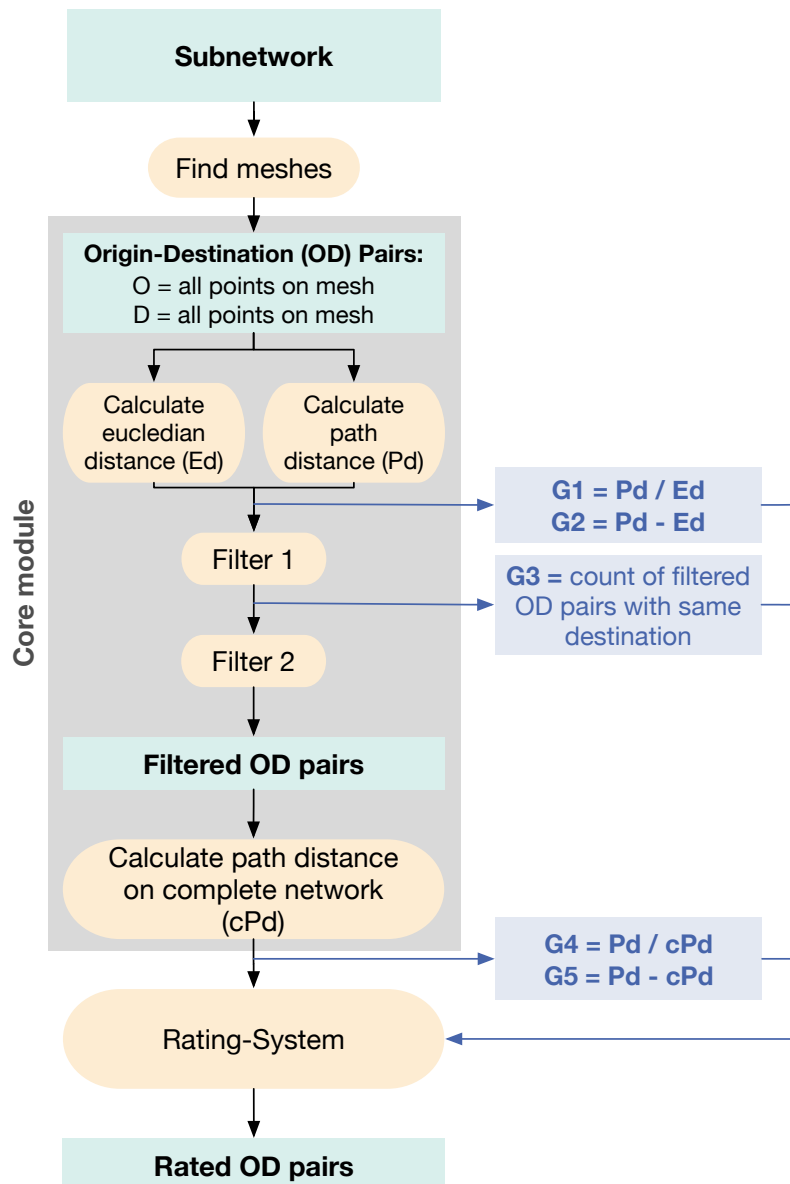 Subnetwork
Find meshes
Origin-Destination (OD) Pairs:
O = all points on mesh
D = all points on mesh
Calculate
eucledian
distance (Ed)
Calculate
path
distance (Pd)
G1 = Pd / Ed
G2 = Pd - Ed
Filter 1
G3 = count of filtered
OD pairs with same
destination
Filter 2
Core module
Filtered OD pairs
Calculate path distance
on complete network
(cPd)
G4 = Pd / cPd
G5 = Pd - cPd
Rating-System
Rated OD pairs